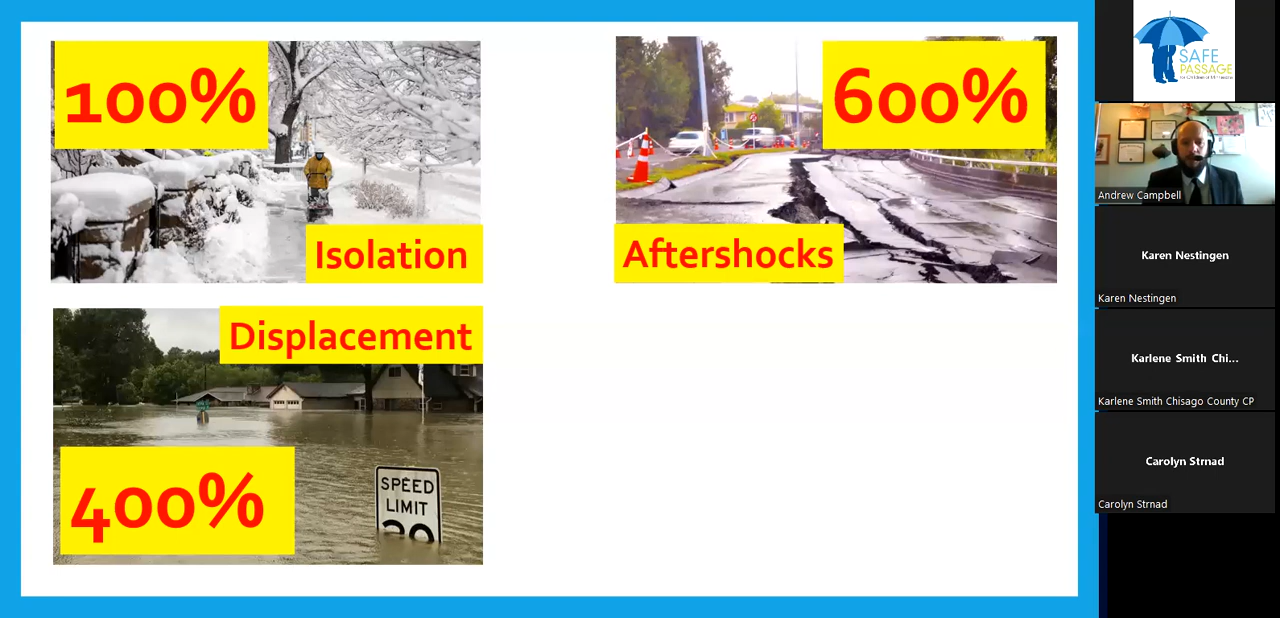 100%
Isolation
600%
Aftershocks
Displacement
400%
SPEED
LIMIT
SAFE
PASSAGE
Andrew Campbell
Karen Nestingen
Karen Nestingen
Karlene Smith Chi...
Karlene Smith Chisago County CP
Carolyn Strnad
Carolyn Strnad